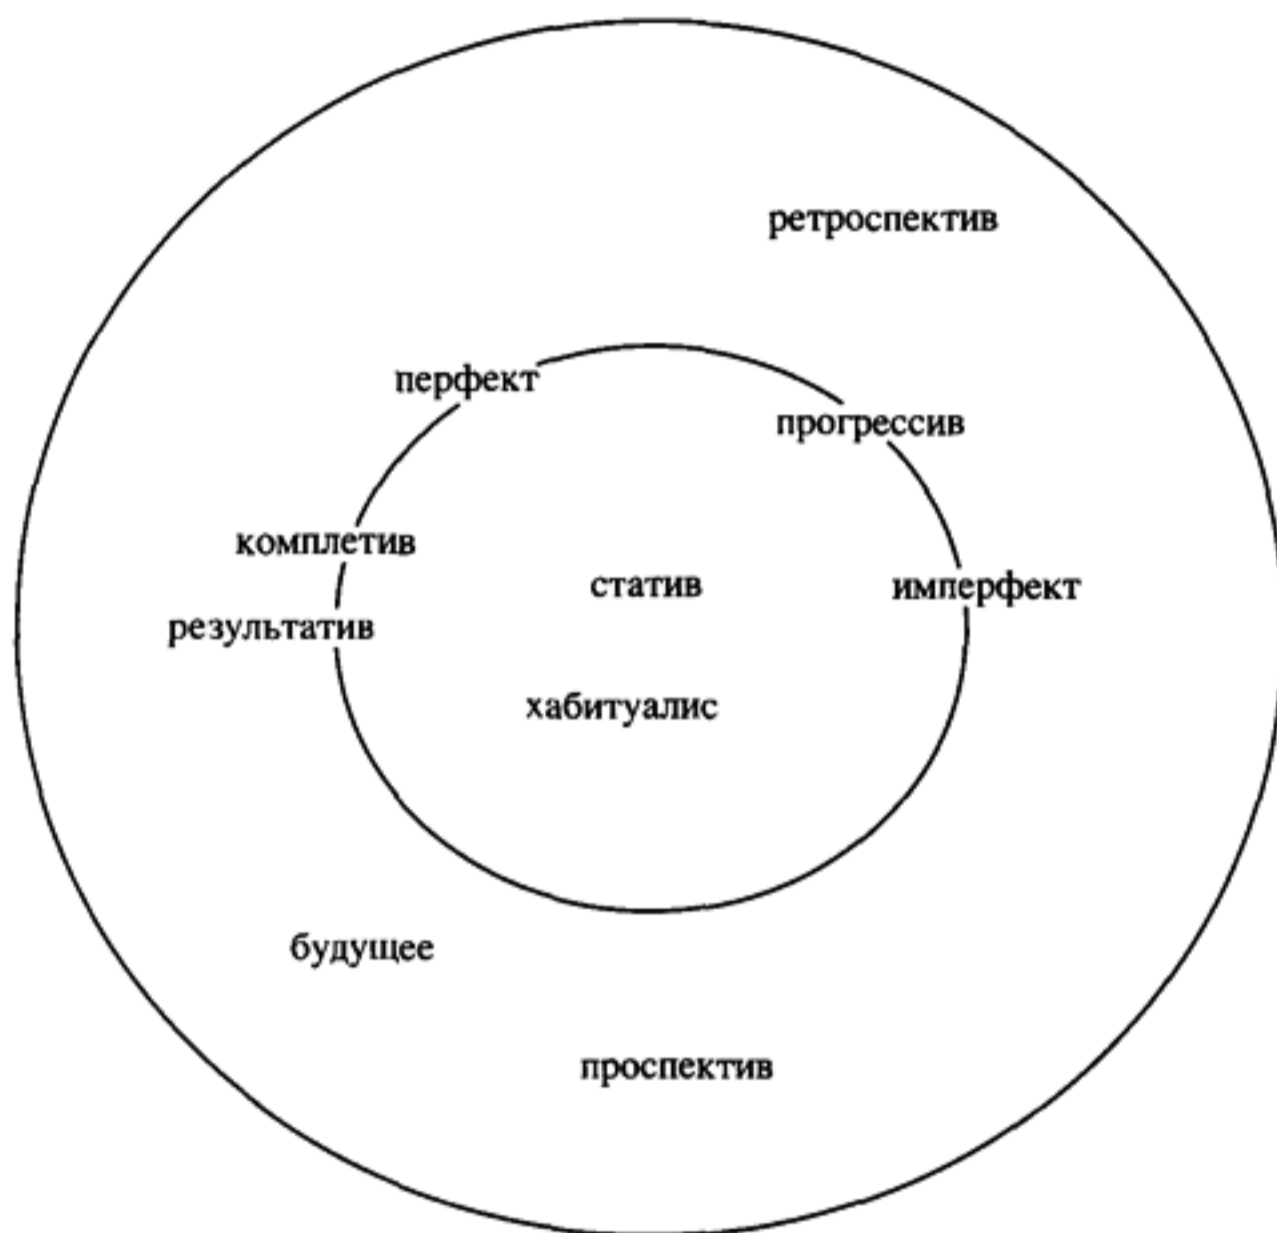 ретроспектив
перфект
прогрессив
комплетив
статив
имперфект
результатив
хабитуалис
будущее
проспектив